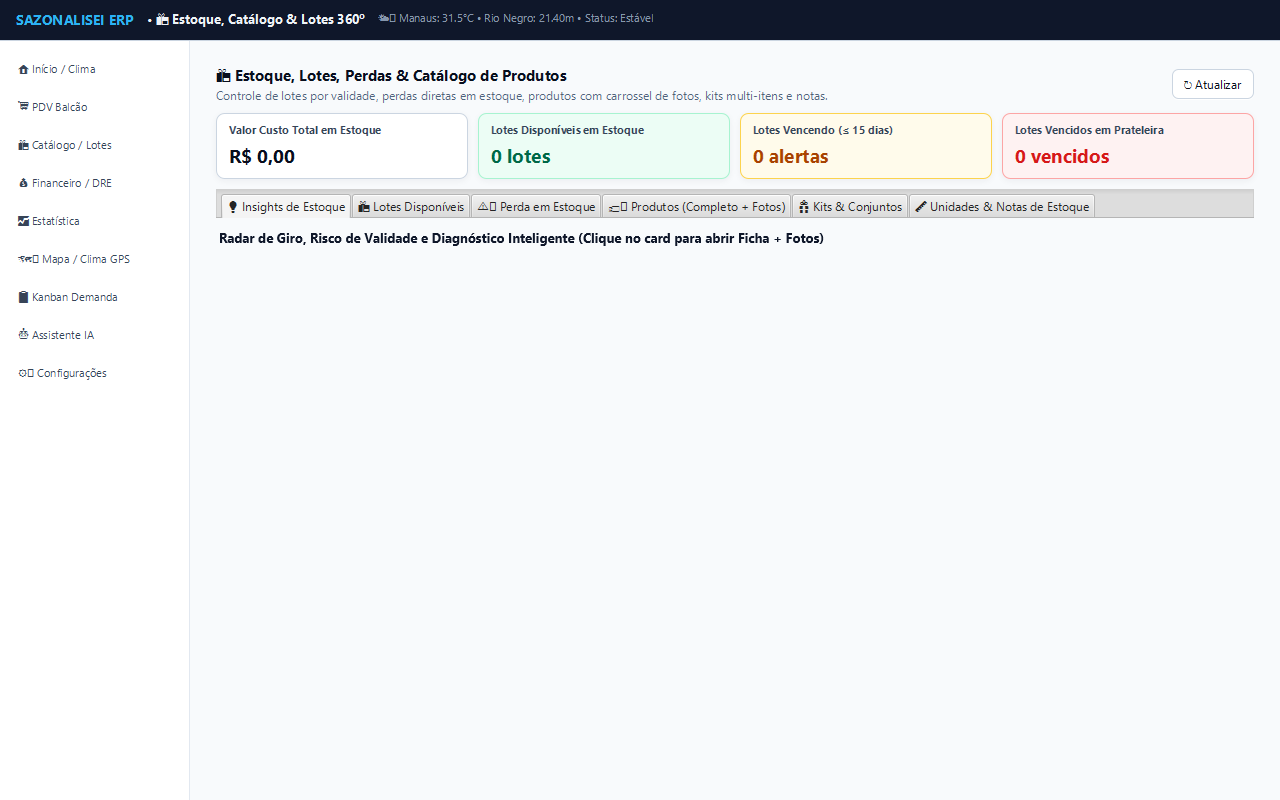 SAZONALISEI ERP • Estoque, Catálogo & Lotes 360º Manaus: 31.5°C • Rio Negro: 21.40m • Status: Estável
Início / Clima
PDV Balcão
Catálogo / Lotes
Financeiro / DRE
Estatística
Mapa / Clima GPS
Kanban Demanda
Assistente IA
Configurações
Estoque, Lotes, Perdas & Catálogo de Produtos
Controle de lotes por validade, perdas diretas em estoque, produtos com carrossel de fotos, kits multi-itens e notas.
↻ Atualizar
Valor Custo Total em Estoque
R$ 0,00
Lotes Disponíveis em Estoque
0 lotes
Lotes Vencendo (≤ 15 dias)
0 alertas
Lotes Vencidos em Prateleira
0 vencidos
Insights de Estoque
Lotes Disponíveis
Perda em Estoque
Produtos (Completo + Fotos)
Kits & Conjuntos
Unidades & Notas de Estoque
Radar de Giro, Risco de Validade e Diagnóstico Inteligente (Clique no card para abrir Ficha + Fotos)